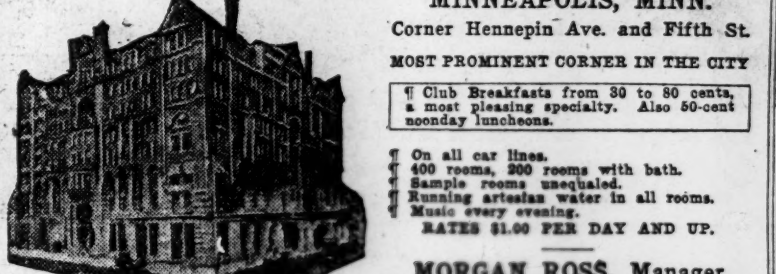 MINNEAPOLIS, MINN.
Corner Hennepin Ave. and Fifth St.
MOST PROMINENT CORNER IN THE CITY
¶ Club Breakfasts from 30 to 80 cents,
a most pleasing specialty. Also 50-cent
noonday luncheons.
¶ On all car lines.
¶ 400 rooms, 200 rooms with bath.
¶ Sample rooms unequaled.
¶ Running artesian water in all rooms.
¶ Music every evening.
RATES $1.00 PER DAY AND UP.
MORGAN ROSS, Manager